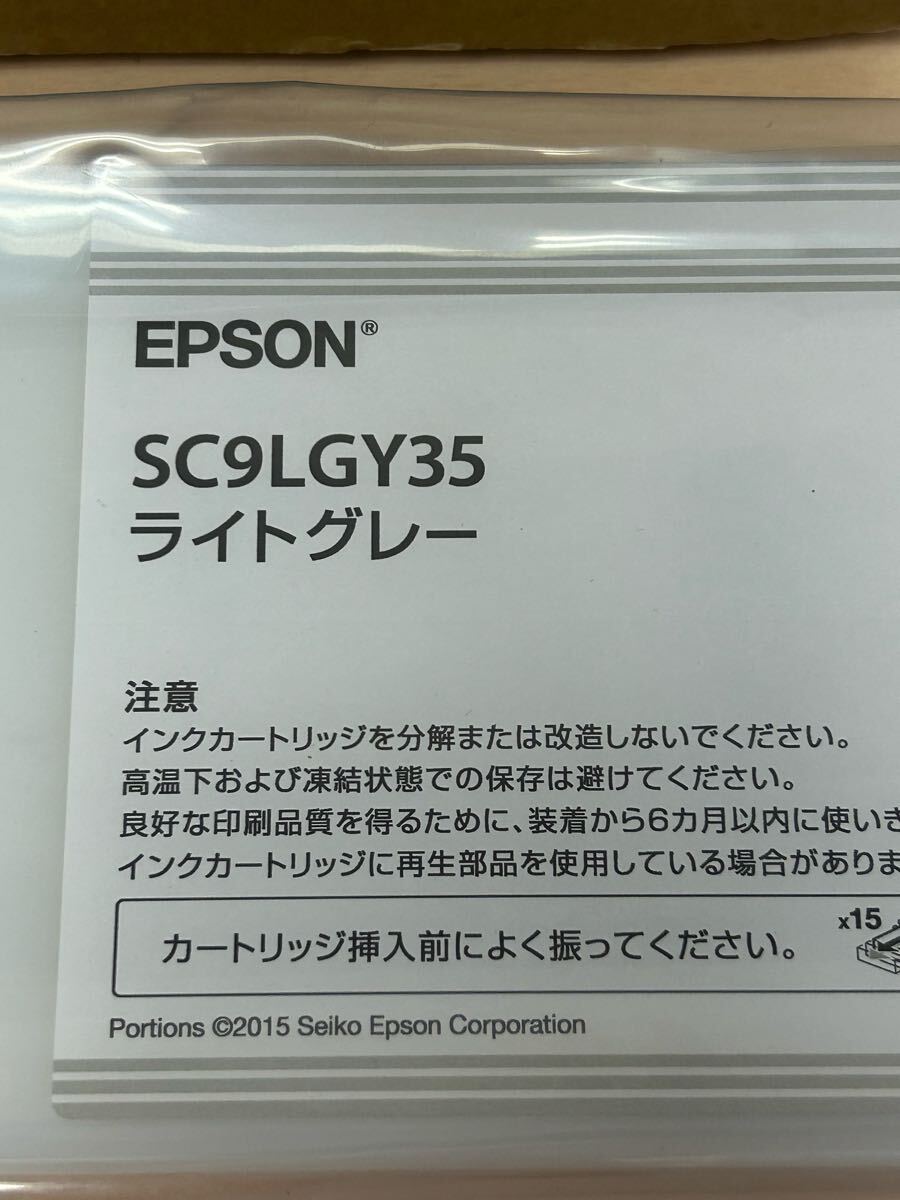 EPSON®
SC9LGY35
ライトグレー
注意
インクカートリッジを分解または改造しないでください。
高温下および凍結状態での保存は避けてください。
良好な印刷品質を得るために、装着から6カ月以内に使いき
インクカートリッジに再生部品を使用している場合がありま
カートリッジ挿入前によく振ってください。
x15
Portions ©2015 Seiko Epson Corporation